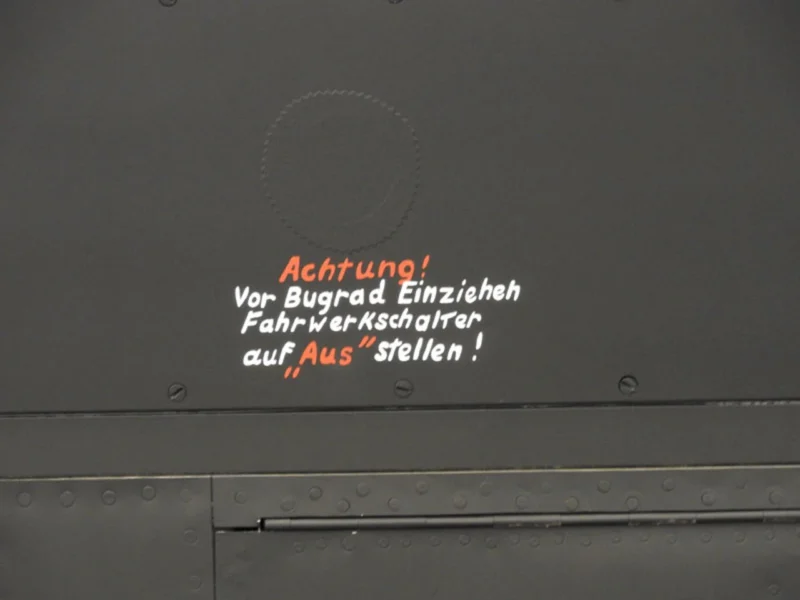 Achtung!
Vor Bugrad Einziehen
Fahrwerkschalter
auf „Aus" stellen!